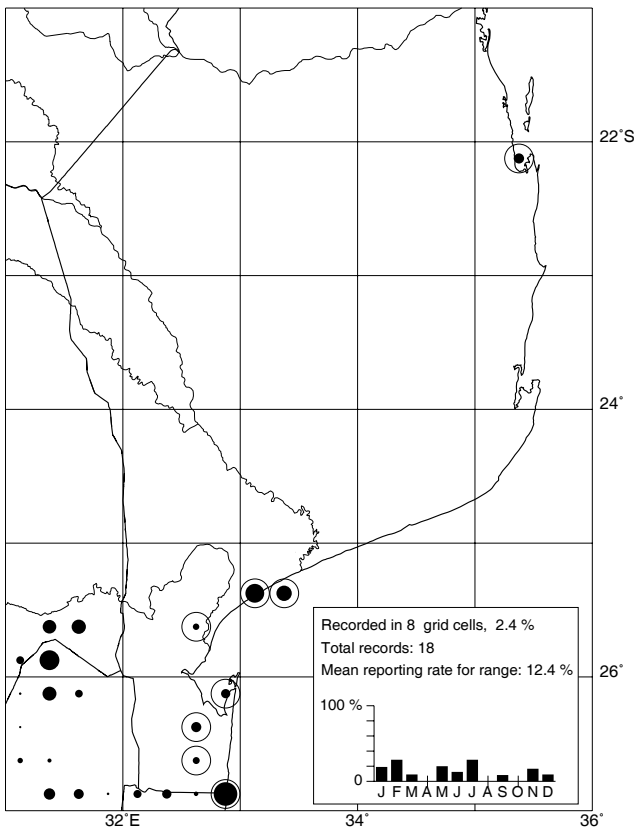 22°S
24°
Recorded in 8 grid cells, 2.4 %
Total records: 18
Mean reporting rate for range: 12.4 %
26°
100 %
0
J F M A M J J A S O N D
32°E
34°
36°